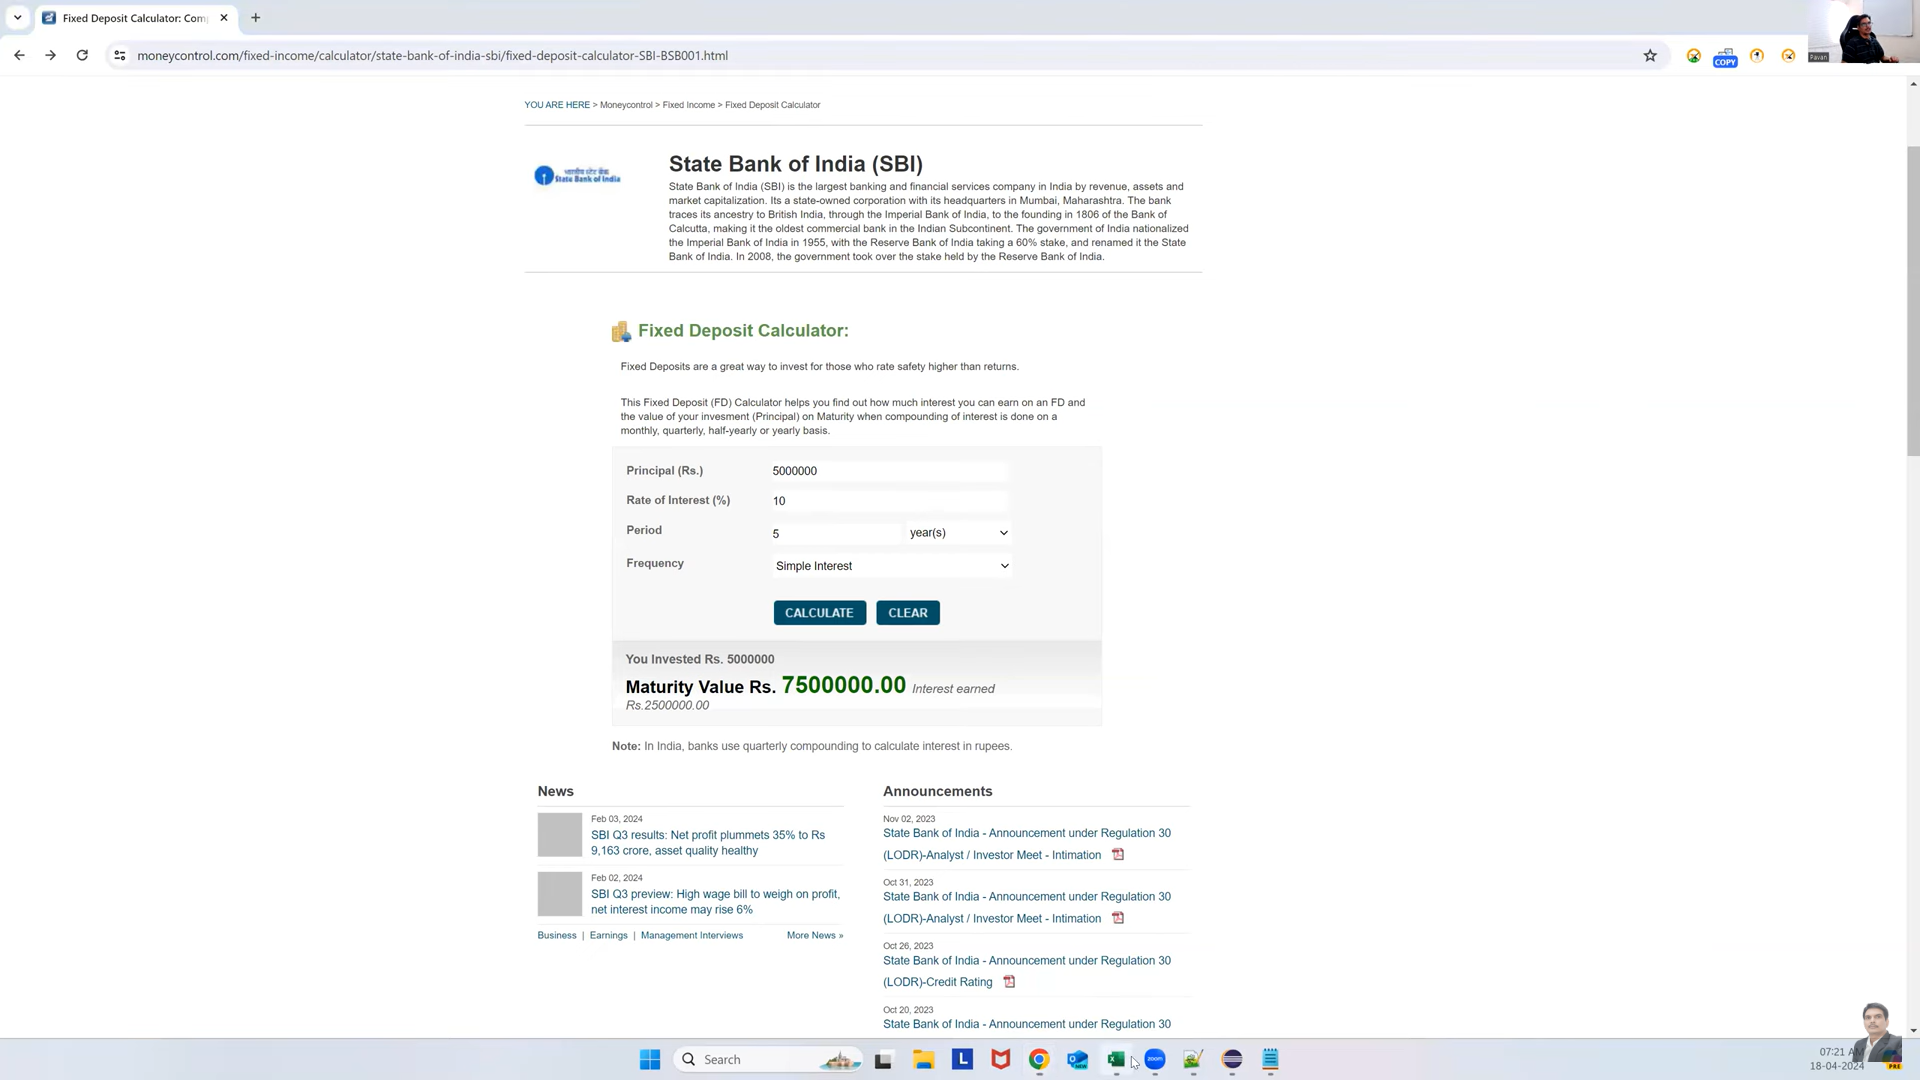 Fixed Deposit Calculator: Com
moneycontrol.com/fixed-income/calculator/state-bank-of-india-sbi/fixed-deposit-calculator-SBI-BSB001.html
COPY
Pavan
YOU ARE HERE > Moneycontrol > Fixed Income > Fixed Deposit Calculator
भारतीय स्टेट बैंक
State Bank of India
State Bank of India (SBI)
State Bank of India (SBI) is the largest banking and financial services company in India by revenue, assets and
market capitalization. Its a state-owned corporation with its headquarters in Mumbai, Maharashtra. The bank
traces its ancestry to British India, through the Imperial Bank of India, to the founding in 1806 of the Bank of
Calcutta, making it the oldest commercial bank in the Indian Subcontinent. The government of India nationalized
the Imperial Bank of India in 1955, with the Reserve Bank of India taking a 60% stake, and renamed it the State
Bank of India. In 2008, the government took over the stake held by the Reserve Bank of India.
Fixed Deposit Calculator:
Fixed Deposits are a great way to invest for those who rate safety higher than returns.
This Fixed Deposit (FD) Calculator helps you find out how much interest you can earn on an FD and
the value of your invesment (Principal) on Maturity when compounding of interest is done on a
monthly, quarterly, half-yearly or yearly basis.
Principal (Rs.) 5000000
Rate of Interest (%) 10
Period 5 year(s)
Frequency Simple Interest
CALCULATE CLEAR
You Invested Rs. 5000000
Maturity Value Rs. 7500000.00 Interest earned
Rs.2500000.00
Note: In India, banks use quarterly compounding to calculate interest in rupees.
News
Feb 03, 2024
SBI Q3 results: Net profit plummets 35% to Rs
9,163 crore, asset quality healthy
Feb 02, 2024
SBI Q3 preview: High wage bill to weigh on profit,
net interest income may rise 6%
Business | Earnings | Management Interviews More News »
Announcements
Nov 02, 2023
State Bank of India - Announcement under Regulation 30
(LODR)-Analyst / Investor Meet - Intimation
Oct 31, 2023
State Bank of India - Announcement under Regulation 30
(LODR)-Analyst / Investor Meet - Intimation
Oct 26, 2023
State Bank of India - Announcement under Regulation 30
(LODR)-Credit Rating
Oct 20, 2023
State Bank of India - Announcement under Regulation 30
Search
L
zoom
07:21 AM
18-04-2024
PRE